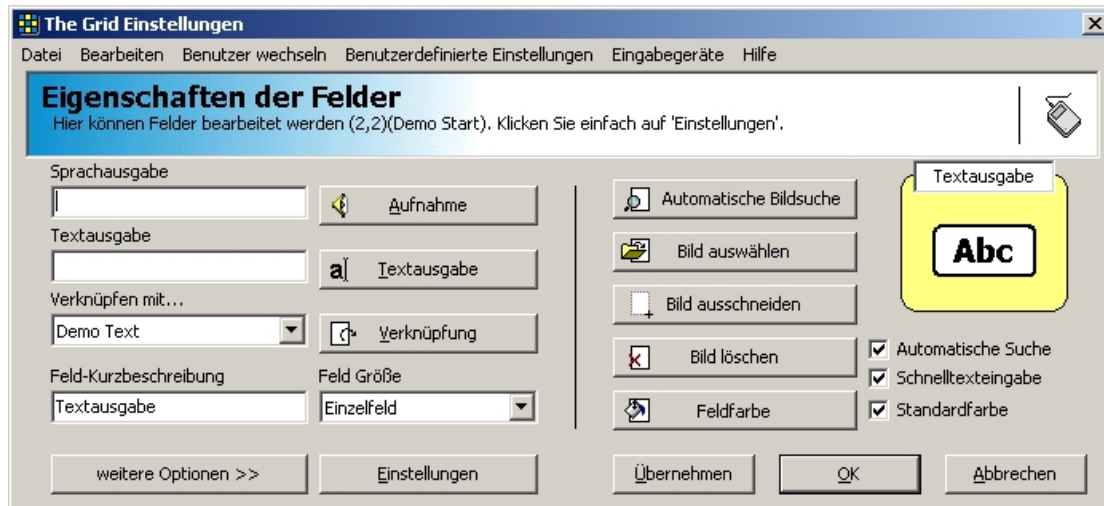 The Grid Einstellungen
Datei Bearbeiten Benutzer wechseln Benutzerdefinierte Einstellungen Eingabegeräte Hilfe
Eigenschaften der Felder
Hier können Felder bearbeitet werden (2,2)(Demo Start). Klicken Sie einfach auf 'Einstellungen'.
Sprachausgabe
Aufnahme
Textausgabe
Textausgabe
Verknüpfen mit...
Demo Text
Verknüpfung
Feld-Kurzbeschreibung
Textausgabe
Feld Größe
Einzelfeld
weitere Optionen >>
Einstellungen
Automatische Bildsuche
Bild auswählen
Bild ausschneiden
Bild löschen
Feldfarbe
Textausgabe
Abc
Automatische Suche
Schnelltexteingabe
Standardfarbe
Übernehmen
OK
Abbrechen